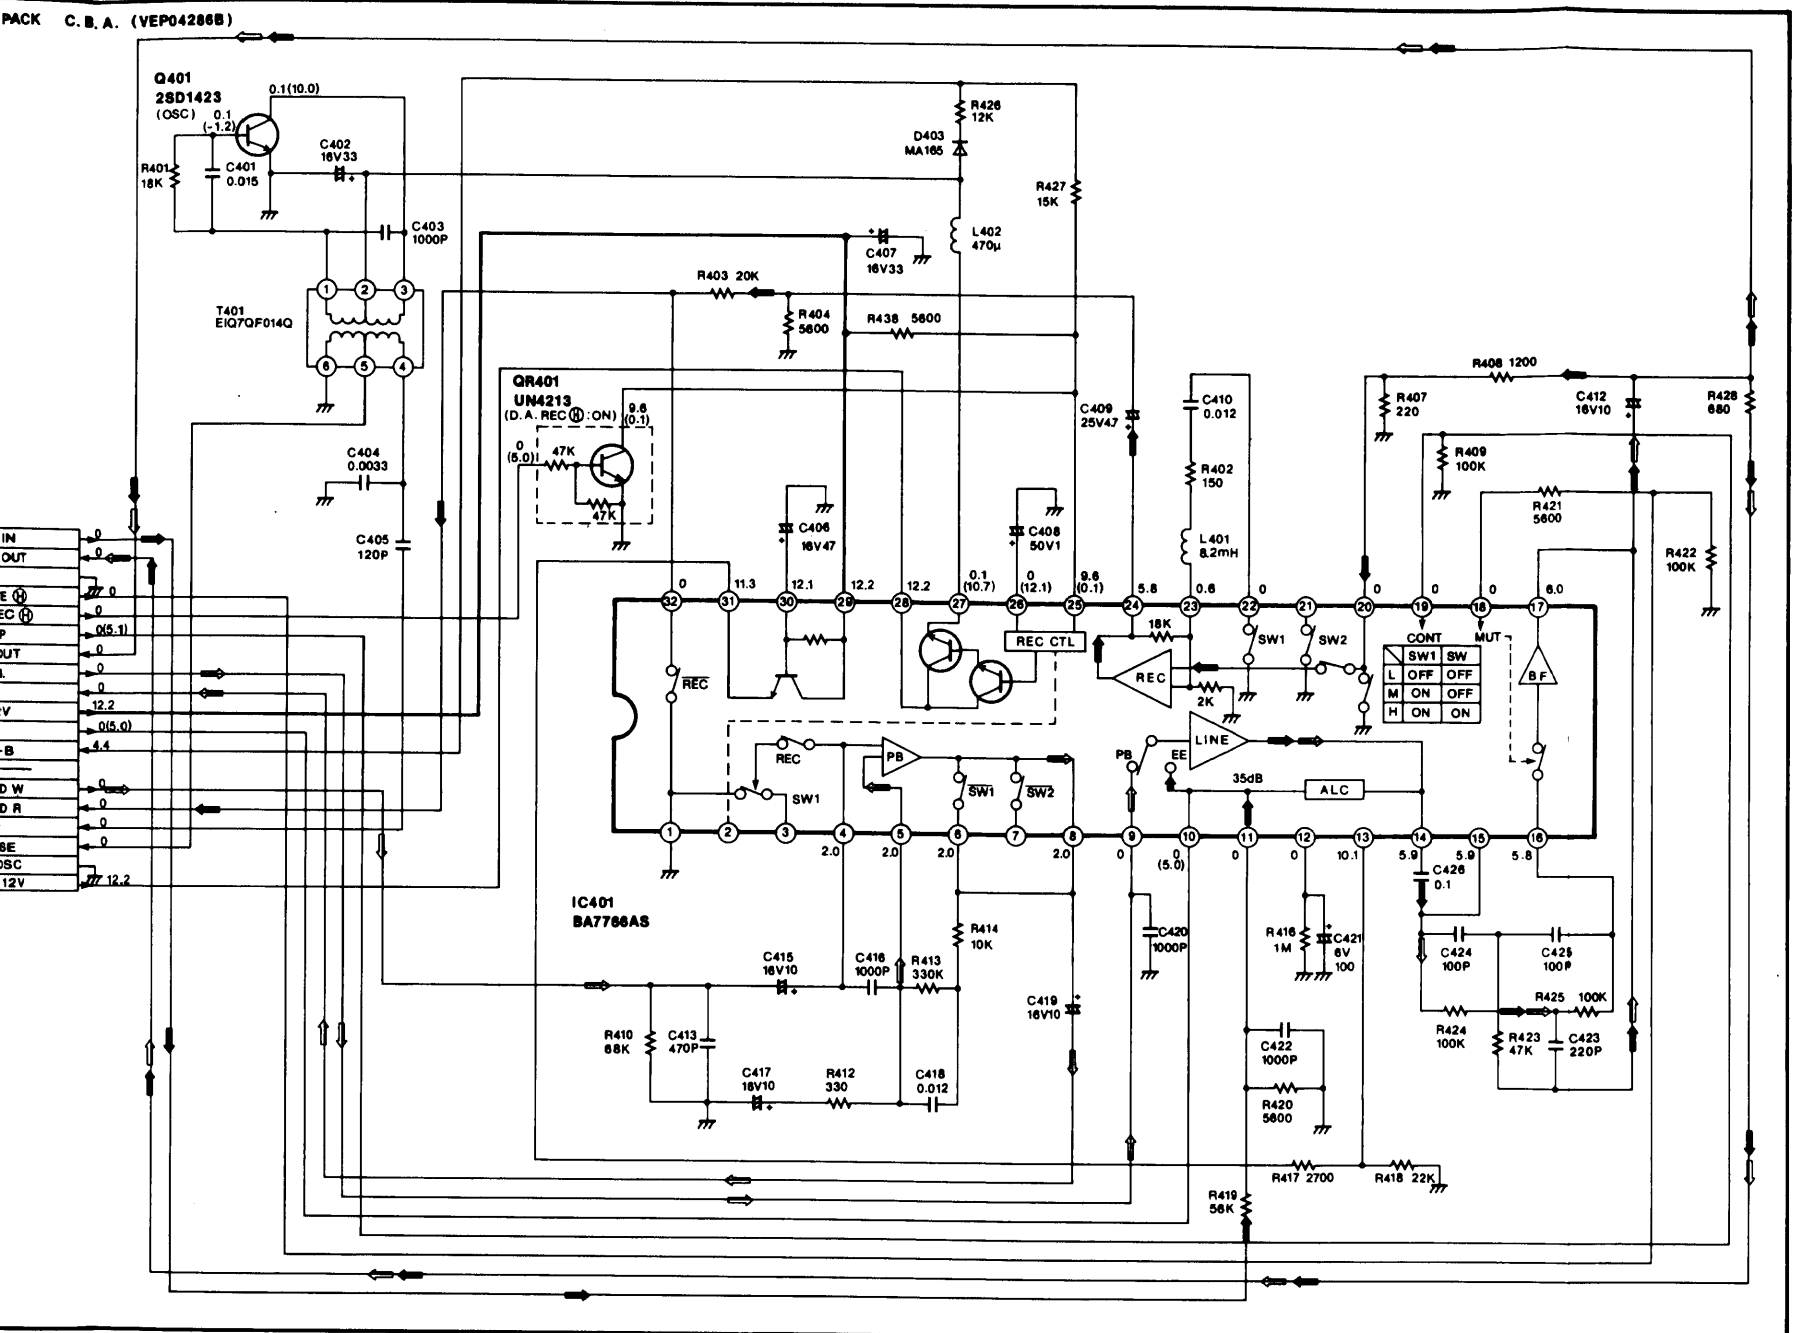 PACK C.B.A. (VEP04286B)
Q401
2SD1423
(OSC)
0.1(10.0)
0.1
(-1.2)
R401
18K
C401
0.015
C402
16V33
C403
1000P
T401
EIQ7QF014Q
1 2 3
6 5 4
C404
0.0033
C405
120P
R426
12K
D403
MA165
R427
15K
L402
470μ
C407
16V33
R403 20K
R404
5600
R438 5600
QR401
UN4213
(D.A. REC H : ON)
9.6
(0.1)
0
(5.0)
47K
47K
C406
16V47
C408
50V1
C409
25V4.7
C410
0.012
R402
150
L401
8.2mH
R408 1200
R407
220
C412
16V10
R428
680
R409
100K
R421
5600
R422
100K
IN 0
OUT 0
E H 0
EC H 0
P 0(5.1)
OUT 0
0
0
V 12.2
0(5.0)
-B 4.4
D W 0
D R 0
0
SE 0
OSC
12V 12.2
0 11.3 12.1 12.2 12.2 0.1 (10.7) 0 (12.1) 9.6 (0.1) 5.8 0.6 0 0 0 0 6.0
32 31 30 29 28 27 26 25 24 23 22 21 20 19 18 17
REC
REC CTL
18K
REC
2K
SW1
SW2
CONT
SW1 SW
L OFF OFF
M ON OFF
H ON ON
MUT
BF
REC
SW1
PB
SW1
SW2
PB
EE
LINE
35dB
ALC
1 2 3 4 5 6 7 8 9 10 11 12 13 14 15 16
2.0 2.0 2.0 2.0 0 0 (5.0) 0 0 10.1 5.9 5.9 5.8
IC401
BA7766AS
C415
16V10
C416
1000P
R413
330K
R414
10K
C419
16V10
R410
68K
C413
470P
C417
16V10
R412
330
C418
0.012
C420
1000P
R416
1M
C421
6V
100
C426
0.1
C424
100P
C425
100P
R425 100K
R424
100K
R423
47K
C423
220P
C422
1000P
R420
5600
R417 2700
R418 22K
R419
56K